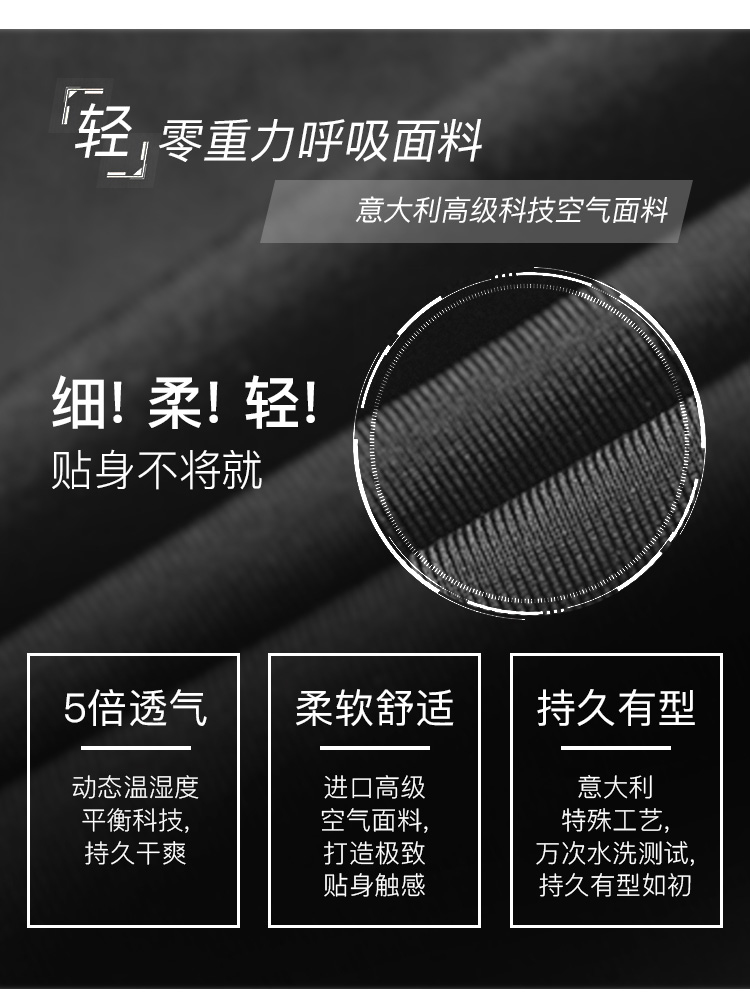 「轻」零重力呼吸面料
意大利高级科技空气面料
细! 柔! 轻!
贴身不将就
5倍透气
动态温湿度
平衡科技,
持久干爽
柔软舒适
进口高级
空气面料,
打造极致
贴身触感
持久有型
意大利
特殊工艺,
万次水洗测试,
持久有型如初